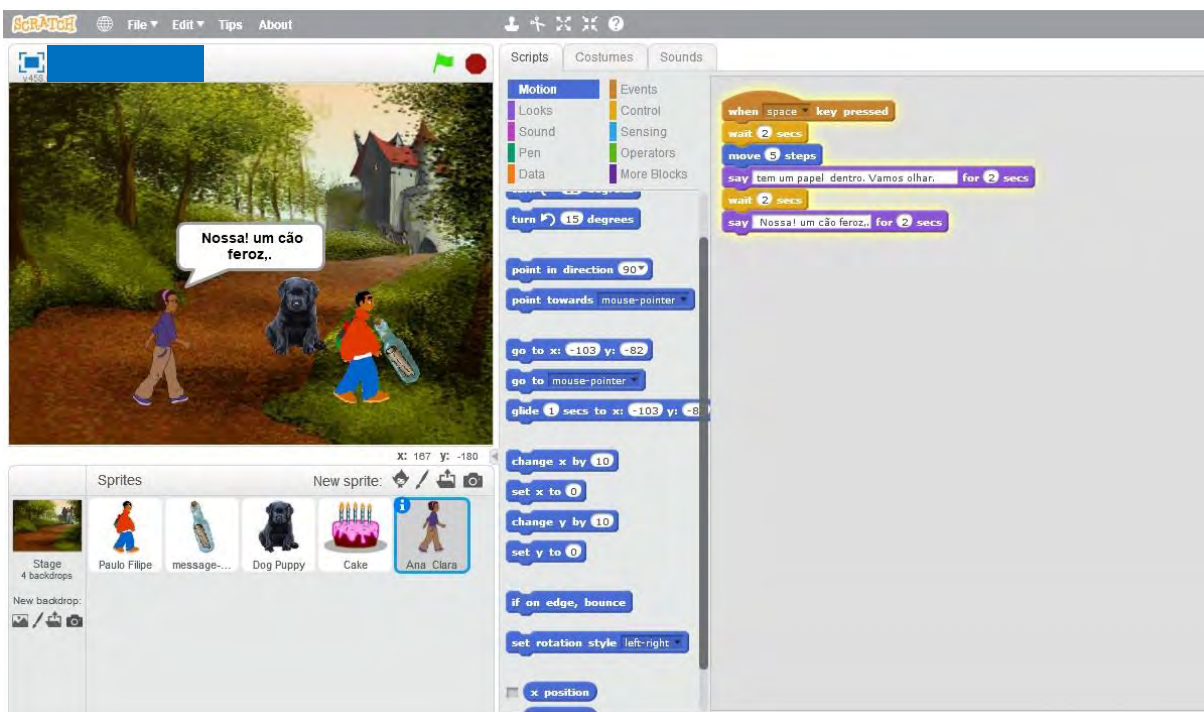 SCRATCH File Edit Tips About
v458
Nossa! um cão
feroz,.
X: 167 y: -180
Sprites New sprite:
Stage
4 backdrops
New backdrop:
Paulo Filipe
message-...
Dog Puppy
Cake
Ana Clara
Scripts Costumes Sounds
Motion Events
Looks Control
Sound Sensing
Pen Operators
Data More Blocks
turn 15 degrees
point in direction 90
point towards mouse-pointer
go to x: -103 y: -82
go to mouse-pointer
glide 1 secs to x: -103 y: -8
change x by 10
set x to 0
change y by 10
set y to 0
if on edge, bounce
set rotation style left-right
x position
when space key pressed
wait 2 secs
move 5 steps
say tem um papel dentro. Vamos olhar. for 2 secs
wait 2 secs
say Nossa! um cão feroz,. for 2 secs